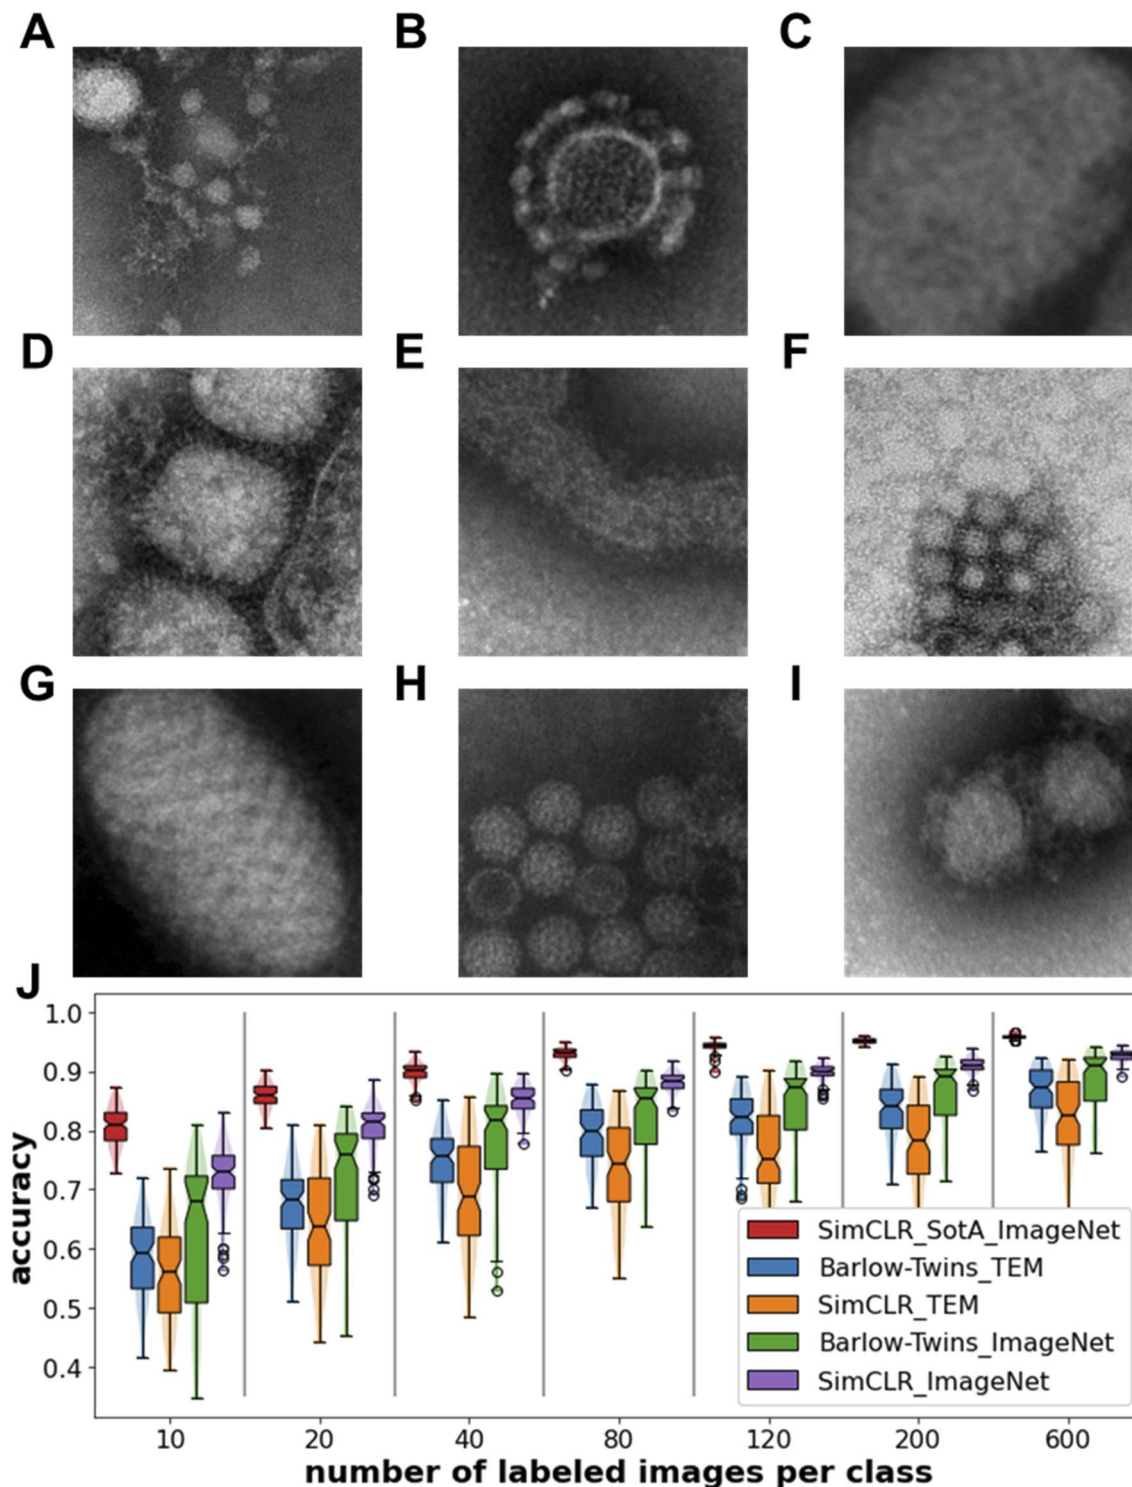 A B C
D E F
G H I
J
1.0
0.9
0.8
0.7
0.6
0.5
0.4
accuracy
SimCLR_SotA_ImageNet
Barlow-Twins_TEM
SimCLR_TEM
Barlow-Twins_ImageNet
SimCLR_ImageNet
10 20 40 80 120 200 600
number of labeled images per class